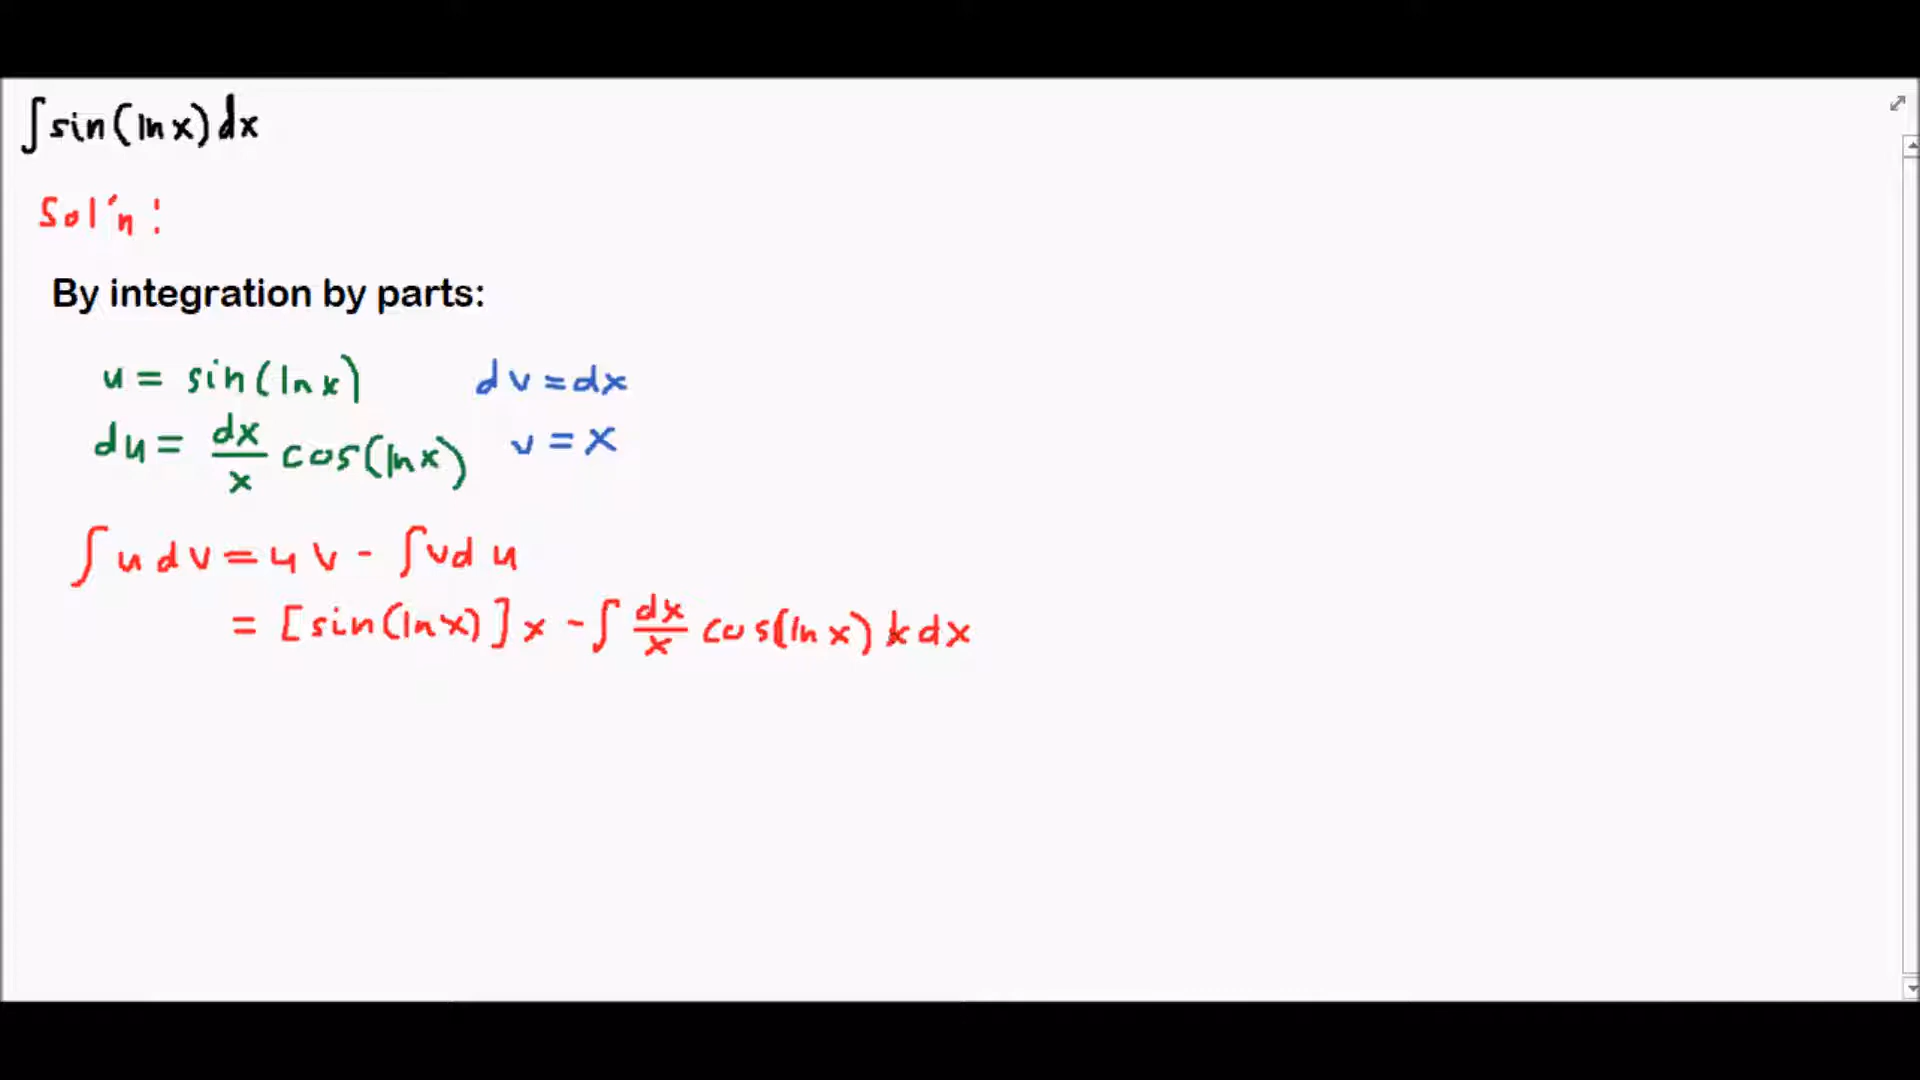 ∫ sin(ln x) dx
Sol'n :
By integration by parts:
u = sin(ln x) dv = dx
du = dx/x cos(ln x) v = x
∫ u dv = u v - ∫ v d u
= [sin(ln x)] x - ∫ dx/x cos(ln x) x dx